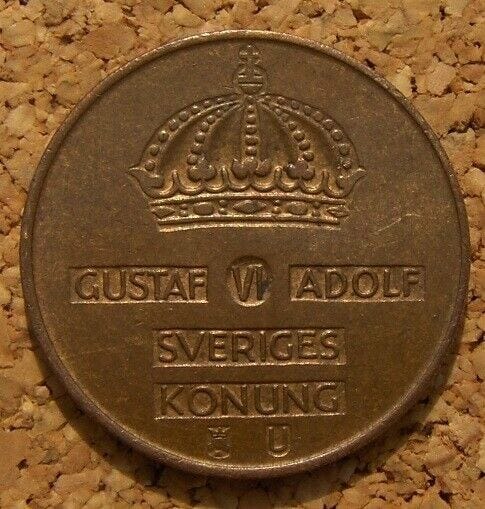 GUSTAF VI ADOLF
SVERIGES
KONUNG
U